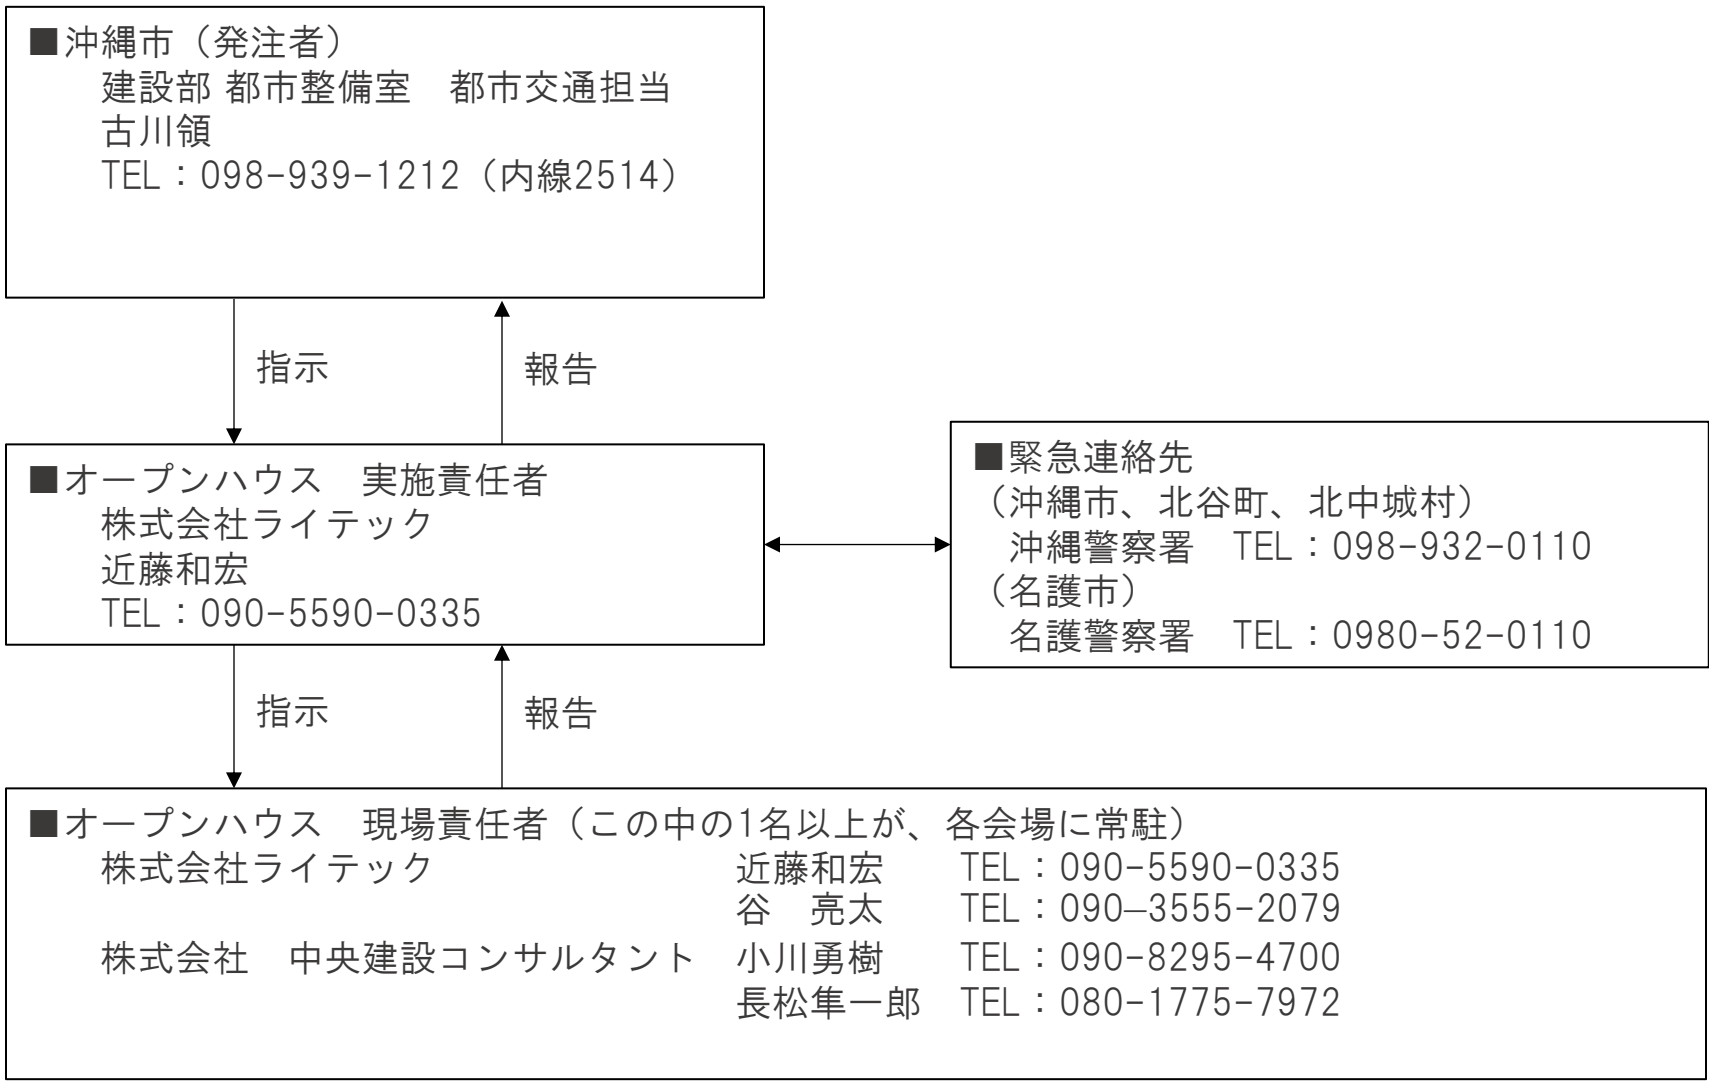 ■沖縄市（発注者）
建設部 都市整備室　都市交通担当
古川領
TEL：098-939-1212（内線2514）
指示
報告
■オープンハウス　実施責任者
株式会社ライテック
近藤和宏
TEL：090-5590-0335
■緊急連絡先
（沖縄市、北谷町、北中城村）
沖縄警察署　TEL：098-932-0110
（名護市）
名護警察署　TEL：0980-52-0110
指示
報告
■オープンハウス　現場責任者（この中の1名以上が、各会場に常駐）
株式会社ライテック　近藤和宏　TEL：090-5590-0335
谷　亮太　TEL：090–3555-2079
株式会社　中央建設コンサルタント　小川勇樹　TEL：090-8295-4700
長松隼一郎　TEL：080-1775-7972